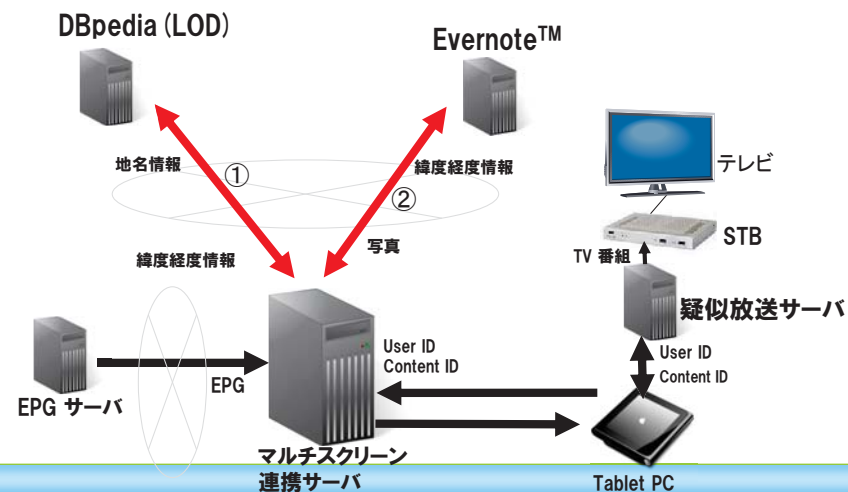 DBpedia (LOD)
Evernote™
地名情報
①
緯度経度情報
②
テレビ
STB
写真
緯度経度情報
TV 番組
疑似放送サーバ
User ID
Content ID
User ID
Content ID
EPG
EPG サーバ
マルチスクリーン
連携サーバ
Tablet PC